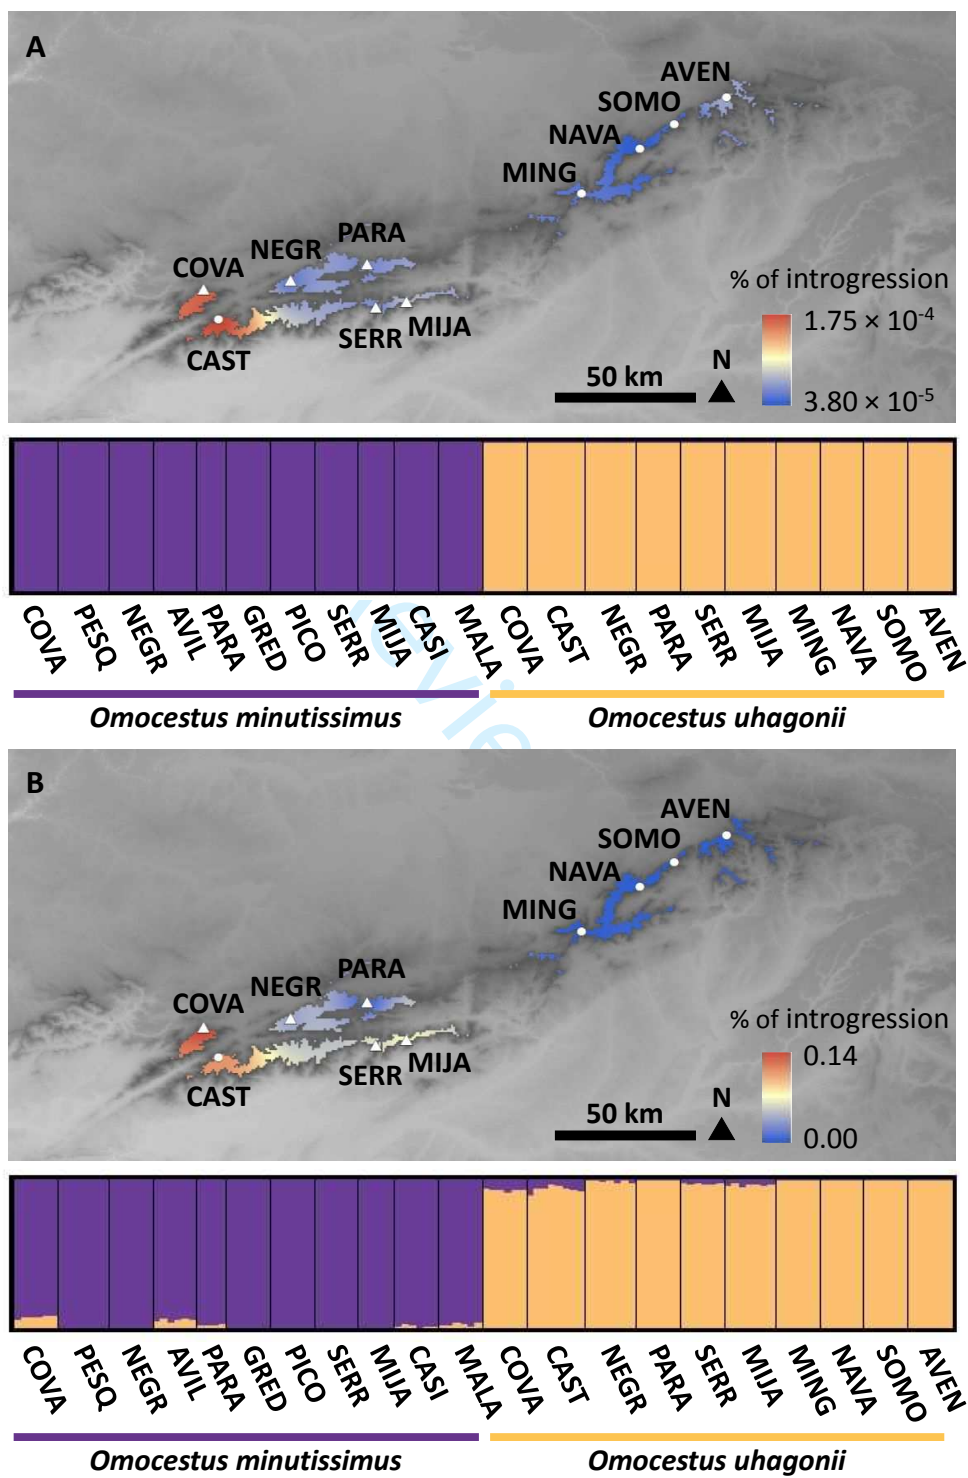 A
AVEN
SOMO
NAVA
MING
PARA
NEGR
COVA
SERR
MIJA
CAST
% of introgression
1.75 × 10⁻⁴
3.80 × 10⁻⁵
N
50 km
COVA PESQ NEGR AVIL PARA GRED PICO SERR MIJA CASI MALA COVA CAST NEGR PARA SERR MIJA MING NAVA SOMO AVEN
Omocestus minutissimus Omocestus uhagonii
B
AVEN
SOMO
NAVA
MING
PARA
NEGR
COVA
SERR
MIJA
CAST
% of introgression
0.14
0.00
N
50 km
COVA PESQ NEGR AVIL PARA GRED PICO SERR MIJA CASI MALA COVA CAST NEGR PARA SERR MIJA MING NAVA SOMO AVEN
Omocestus minutissimus Omocestus uhagonii